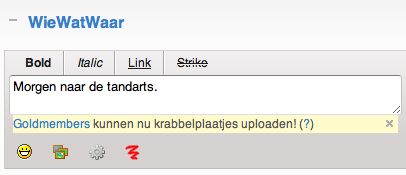 WieWatWaar
Bold Italic Link Strike
Morgen naar de tandarts.
Goldmembers kunnen nu krabbelplaatjes uploaden! (?)